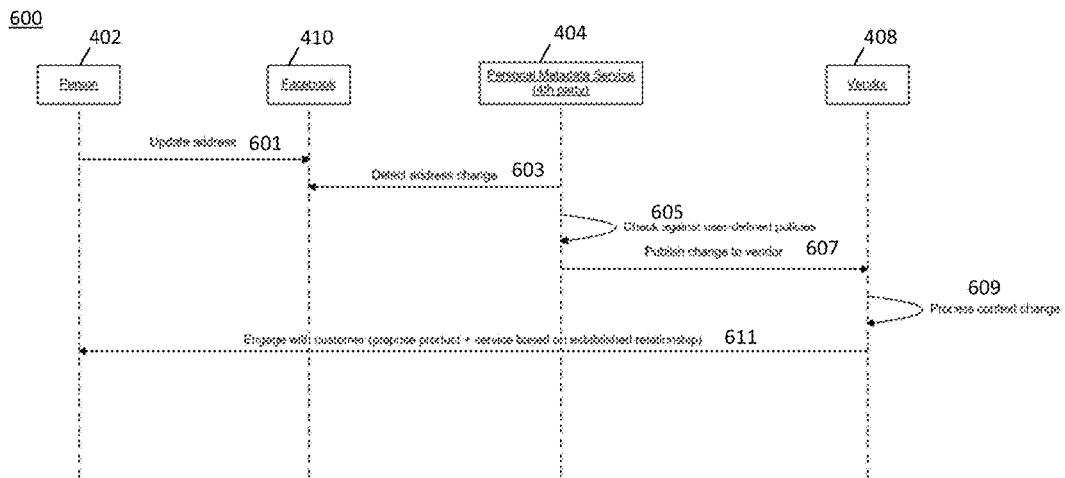 600
402
410
404
408
Person
Facebook
Personal Metadata Service
(4th party)
Vendor
Update address 601
Detect address change 603
605
Check against user-defined policies
Publish change to vendor 607
609
Process context change
Engage with customer (propose product + service based on established relationship) 611